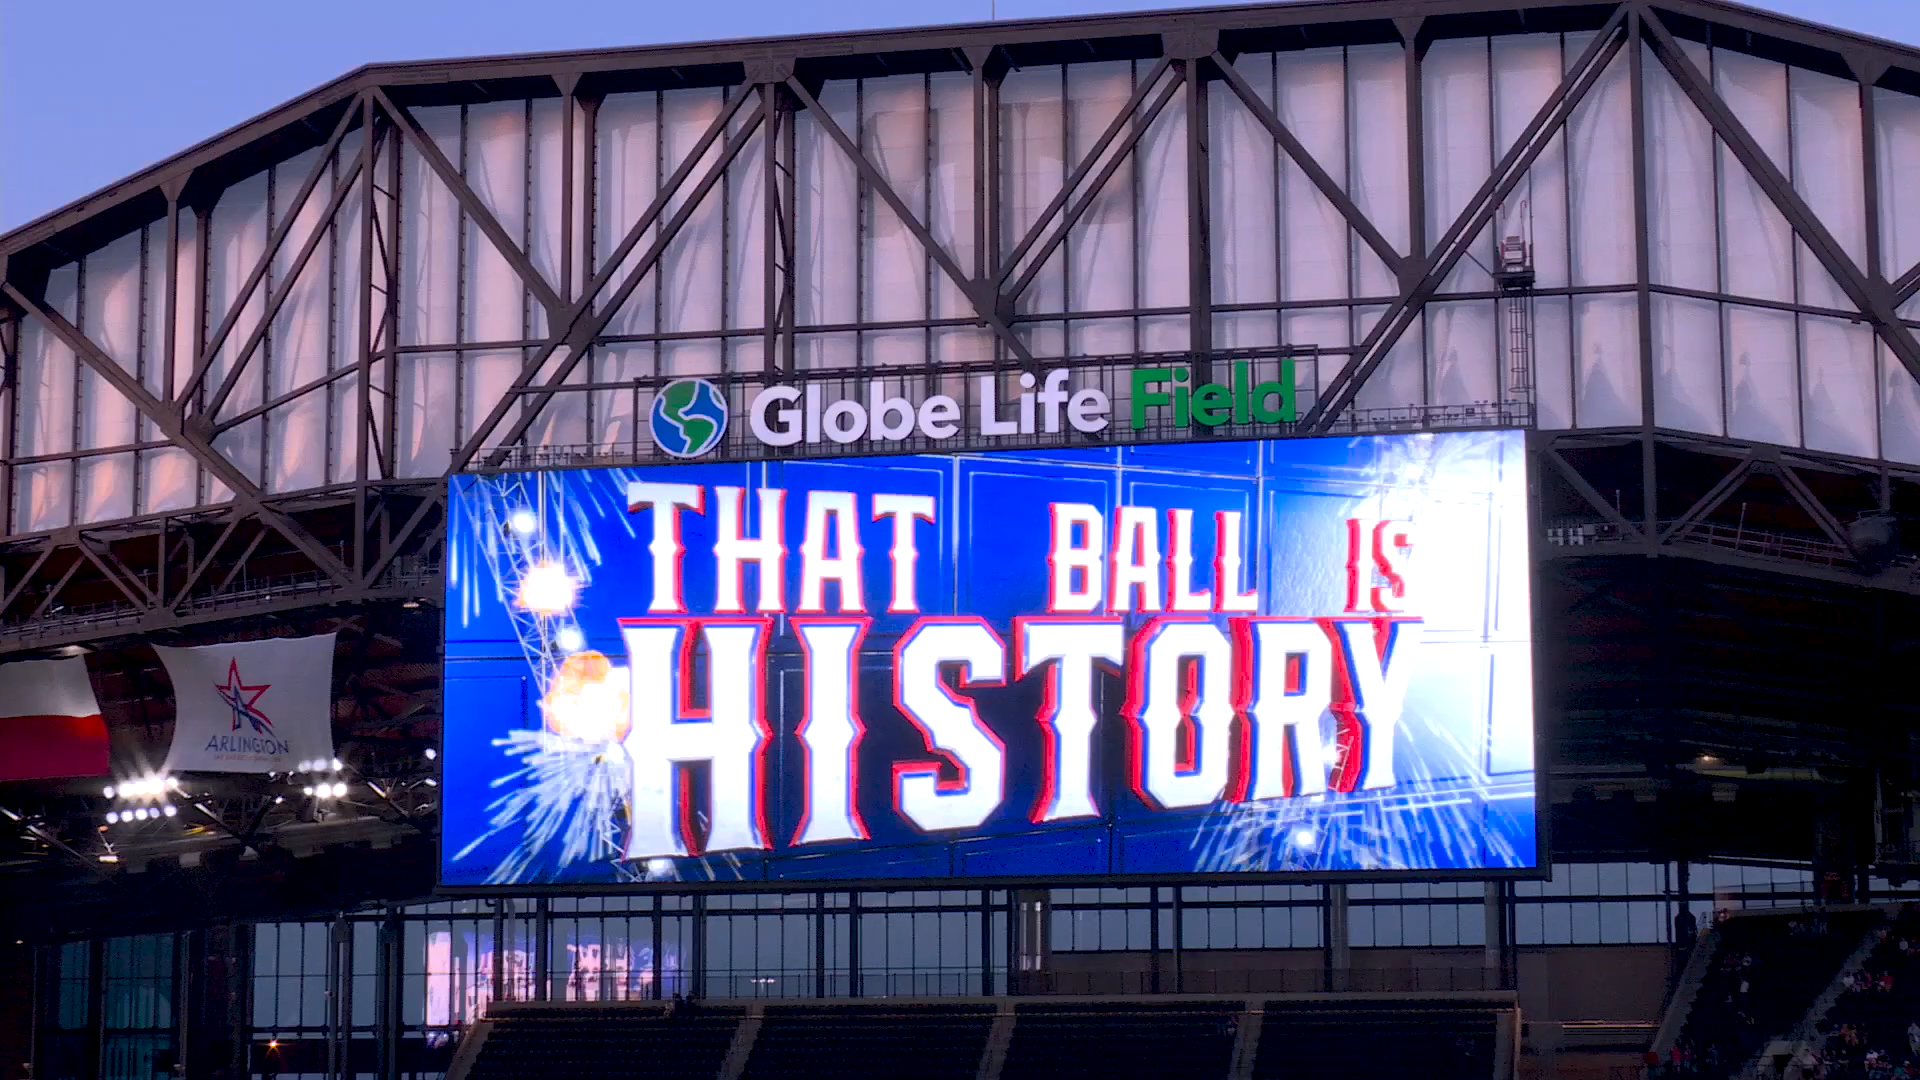 Globe Life Field
THAT BALL IS
HISTORY
ARLINGTON